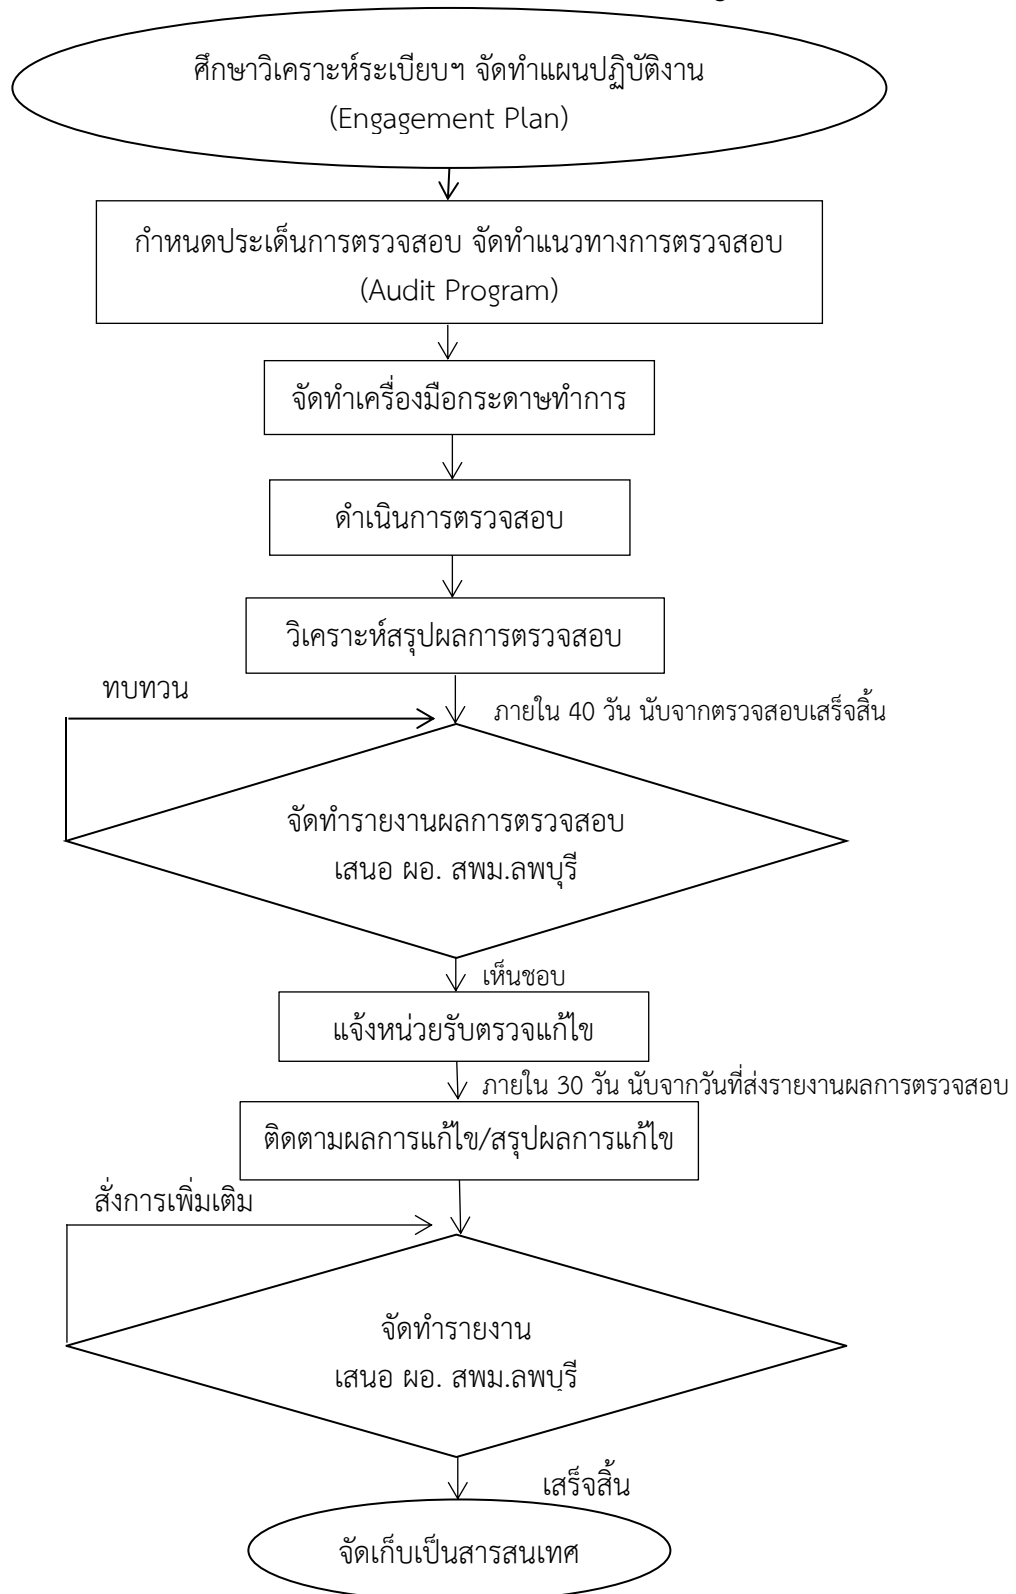 ศึกษาวิเคราะห์ระเบียบฯ จัดทำแผนปฏิบัติงาน
(Engagement Plan)
กำหนดประเด็นการตรวจสอบ จัดทำแนวทางการตรวจสอบ
(Audit Program)
จัดทำเครื่องมือกระดาษทำการ
ดำเนินการตรวจสอบ
วิเคราะห์สรุปผลการตรวจสอบ
ทบทวน
ภายใน 40 วัน นับจากตรวจสอบเสร็จสิ้น
จัดทำรายงานผลการตรวจสอบ
เสนอ ผอ. สพม.ลพบุรี
เห็นชอบ
แจ้งหน่วยรับตรวจแก้ไข
ภายใน 30 วัน นับจากวันที่ส่งรายงานผลการตรวจสอบ
ติดตามผลการแก้ไข/สรุปผลการแก้ไข
สั่งการเพิ่มเติม
จัดทำรายงาน
เสนอ ผอ. สพม.ลพบุรี
เสร็จสิ้น
จัดเก็บเป็นสารสนเทศ